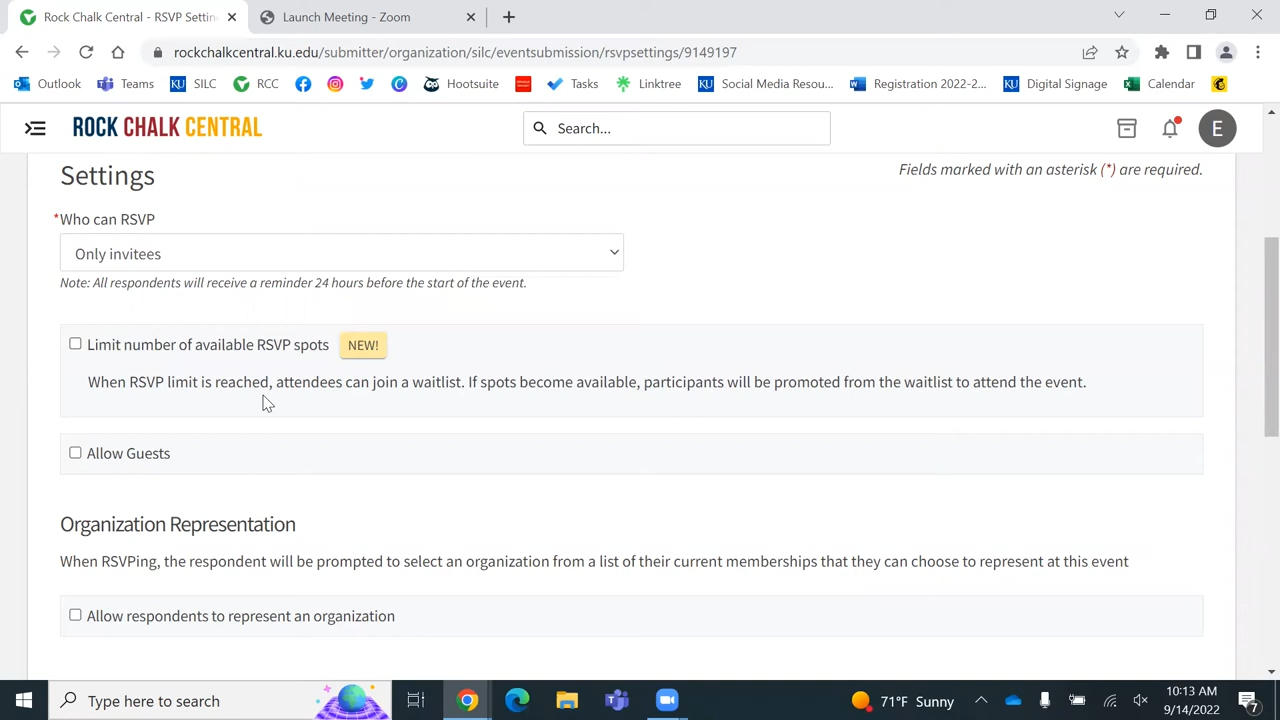 Rock Chalk Central - RSVP Settin
Launch Meeting - Zoom
rockchalkcentral.ku.edu/submitter/organization/silc/eventsubmission/rsvpsettings/9149197
Outlook
Teams
KU SILC
RCC
Hootsuite
Tasks
Linktree
KU Social Media Resou...
Registration 2022-2...
KU Digital Signage
Calendar
ROCK CHALK CENTRAL
Search...
E
Settings
Fields marked with an asterisk (*) are required.
*Who can RSVP
Only invitees
Note: All respondents will receive a reminder 24 hours before the start of the event.
Limit number of available RSVP spots NEW!
When RSVP limit is reached, attendees can join a waitlist. If spots become available, participants will be promoted from the waitlist to attend the event.
Allow Guests
Organization Representation
When RSVPing, the respondent will be prompted to select an organization from a list of their current memberships that they can choose to represent at this event
Allow respondents to represent an organization
Type here to search
71°F Sunny
10:13 AM
9/14/2022
7